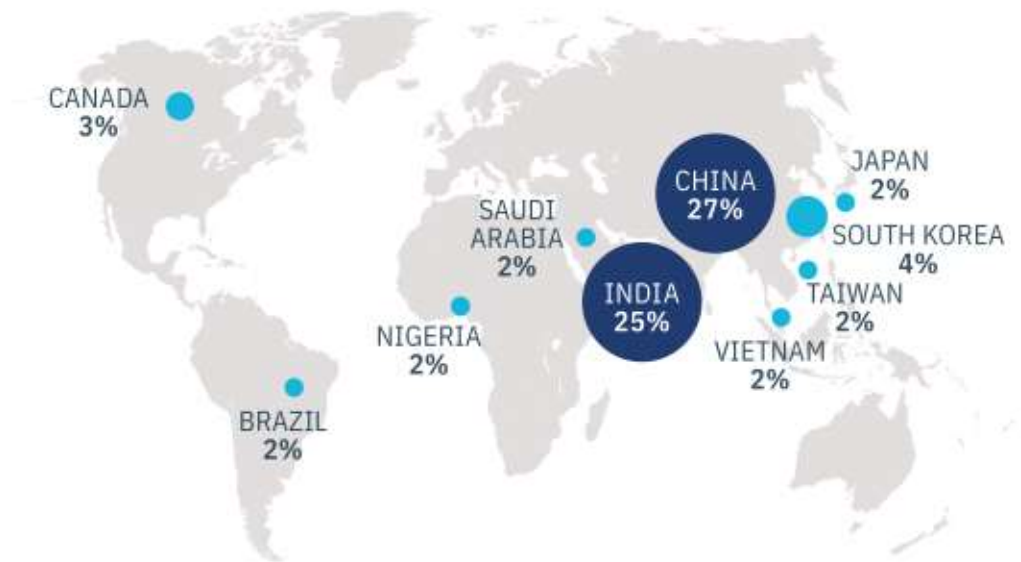 CANADA
3%
CHINA
27%
JAPAN
2%
SAUDI
ARABIA
2%
SOUTH KOREA
4%
INDIA
25%
TAIWAN
2%
NIGERIA
2%
VIETNAM
2%
BRAZIL
2%